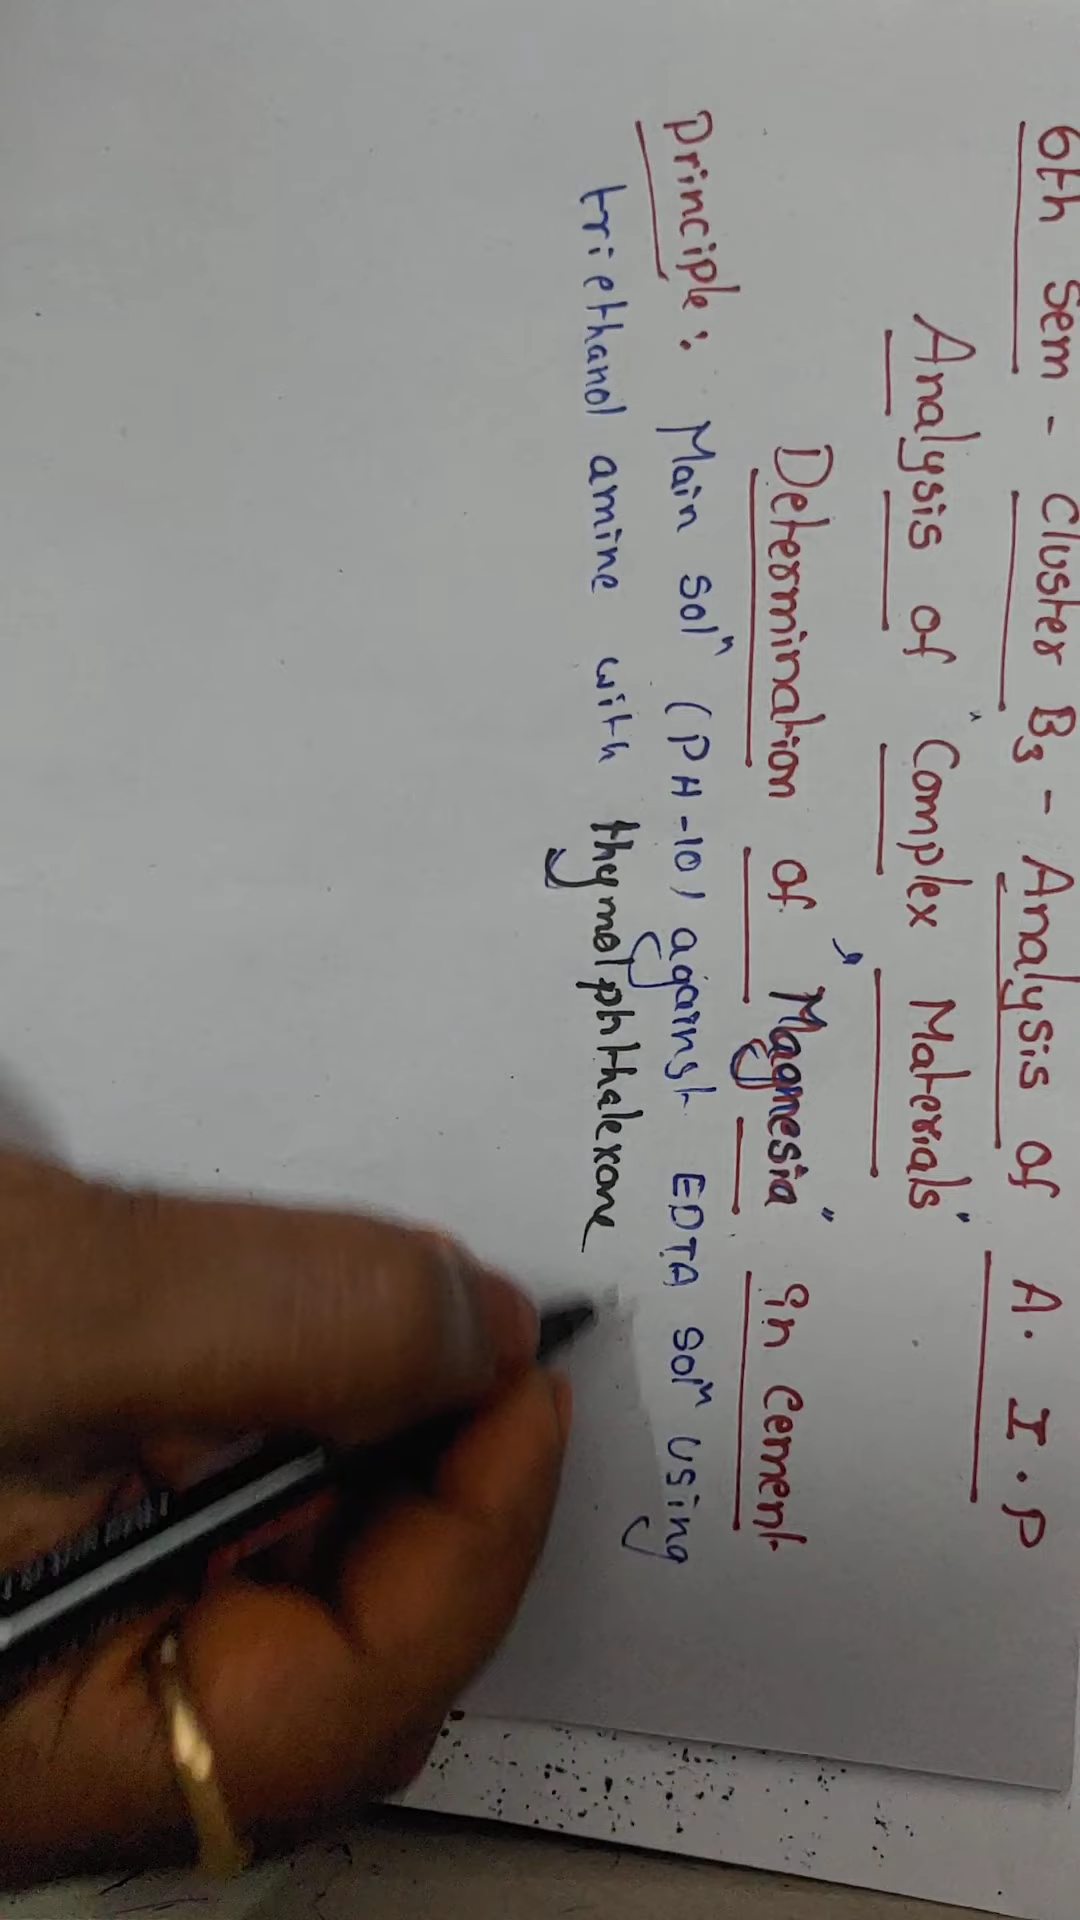 6th Sem - Cluster B3 - Analysis of A. I. P
Analysis of "Complex Materials"
Determination of "Magnesia" in Cement
Principle: Main solⁿ (PH-10) against EDTA solⁿ using
triethanol amine with thymolphthalexone